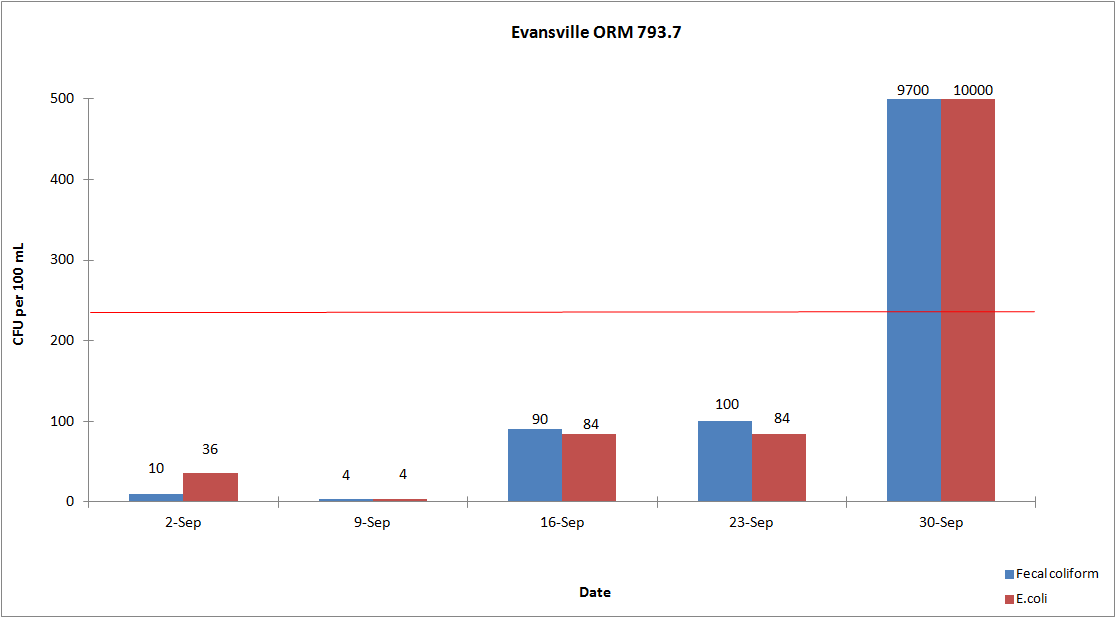 Evansville ORM 793.7
500
400
300
200
100
0
CFU per 100 mL
10
36
4
4
90
84
100
84
9700
10000
2-Sep
9-Sep
16-Sep
23-Sep
30-Sep
Date
Fecal coliform
E.coli